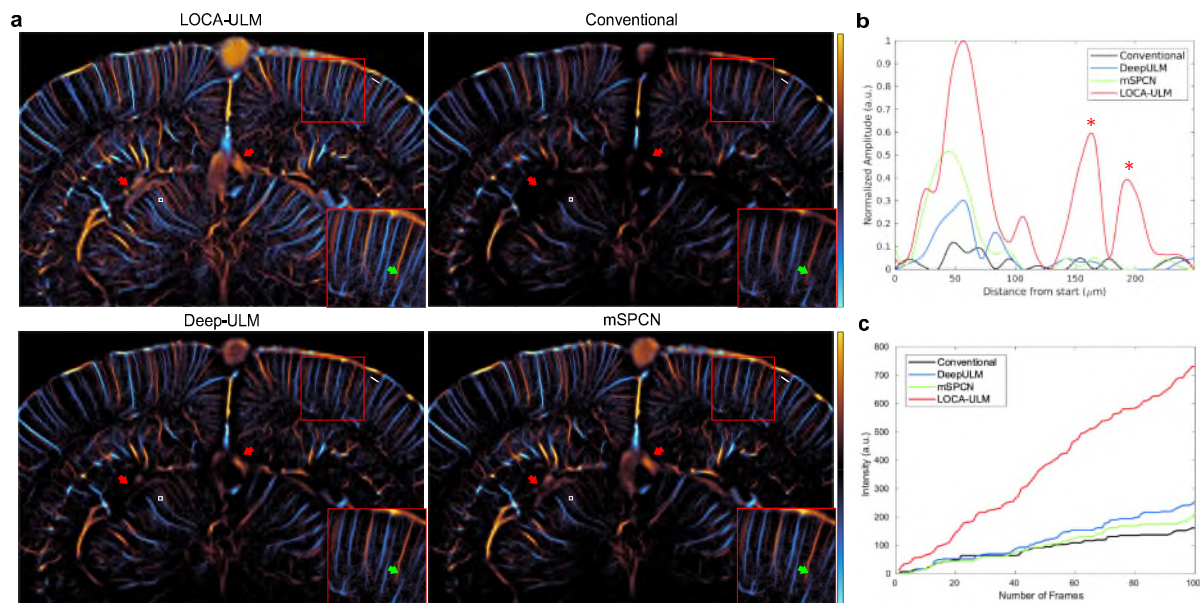 a
LOCA-ULM
Conventional
Deep-ULM
mSPCN
b
Normalized Amplitude (a.u.)
1
0.9
0.8
0.7
0.6
0.5
0.4
0.3
0.2
0.1
0
Conventional
DeepULM
mSPCN
LOCA-ULM
*
*
0
50
100
150
200
Distance from start (μm)
c
Intensity (a.u.)
800
700
600
500
400
300
200
100
0
Conventional
DeepULM
mSPCN
LOCA-ULM
20
40
60
80
100
Number of Frames